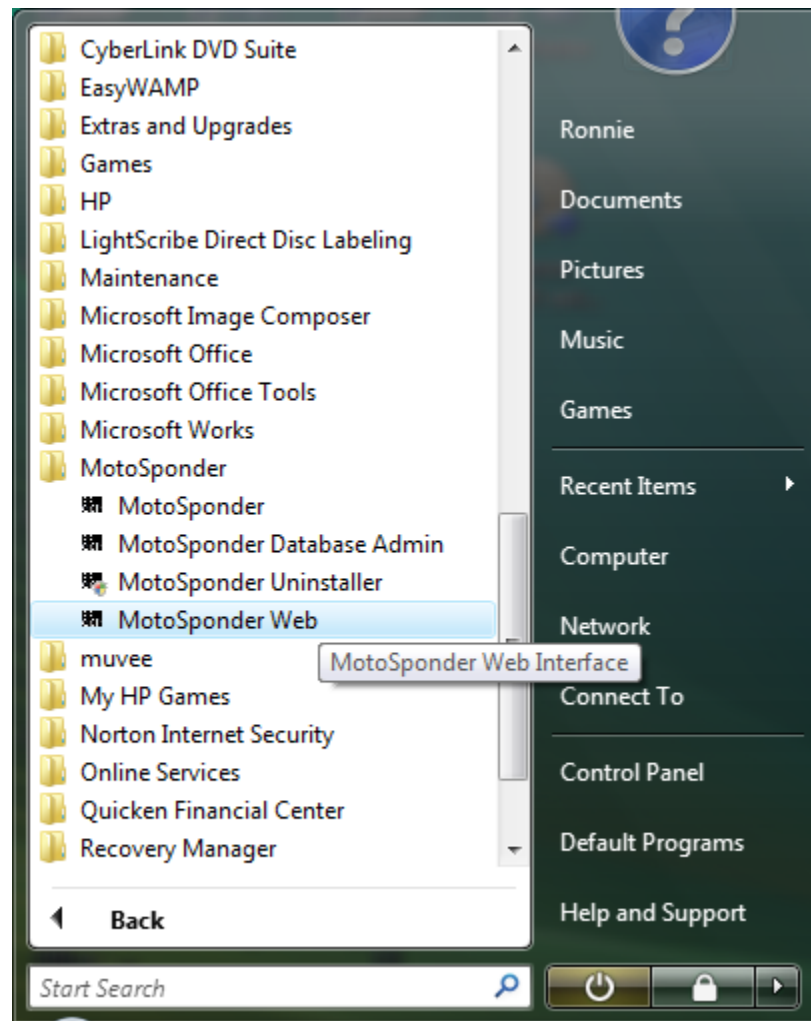 CyberLink DVD Suite
EasyWAMP
Extras and Upgrades
Games
HP
LightScribe Direct Disc Labeling
Maintenance
Microsoft Image Composer
Microsoft Office
Microsoft Office Tools
Microsoft Works
MotoSponder
MotoSponder
MotoSponder Database Admin
MotoSponder Uninstaller
MotoSponder Web
MotoSponder Web Interface
muvee
My HP Games
Norton Internet Security
Online Services
Quicken Financial Center
Recovery Manager
Back
Start Search
?
Ronnie
Documents
Pictures
Music
Games
Recent Items
Computer
Network
Connect To
Control Panel
Default Programs
Help and Support